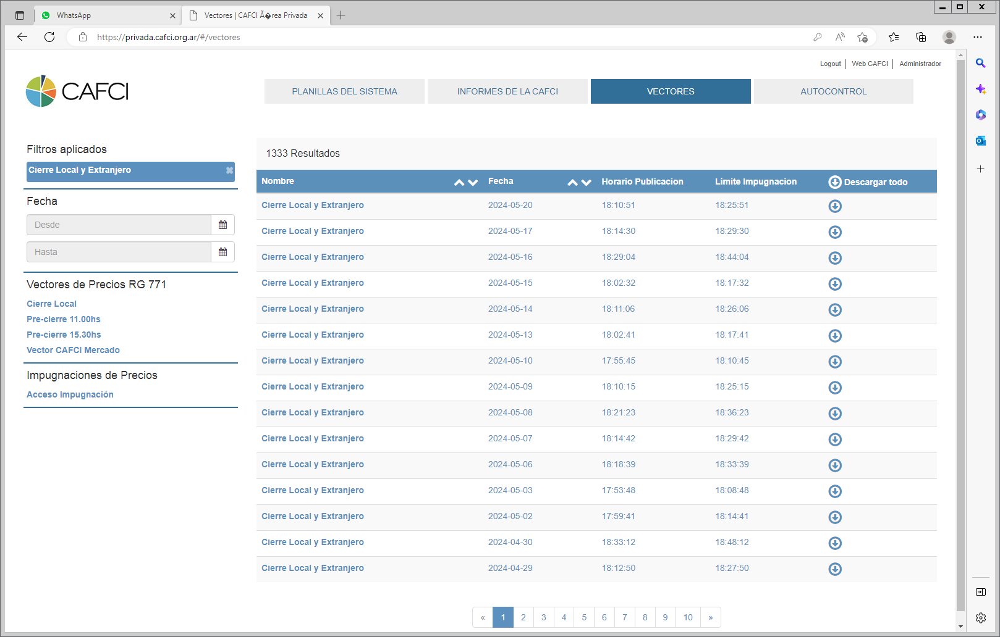 WhatsApp
Vectores | CAFCI Ã�rea Privada
https://privada.cafci.org.ar/#/vectores
Logout | Web CAFCI | Administrador
CAFCI
PLANILLAS DEL SISTEMA
INFORMES DE LA CAFCI
VECTORES
AUTOCONTROL
Filtros aplicados
Cierre Local y Extranjero
Fecha
Desde
Hasta
Vectores de Precios RG 771
Cierre Local
Pre-cierre 11.00hs
Pre-cierre 15.30hs
Vector CAFCI Mercado
Impugnaciones de Precios
Acceso Impugnación
1333 Resultados
Nombre Fecha Horario Publicacion Límite Impugnacion Descargar todo
Cierre Local y Extranjero 2024-05-20 18:10:51 18:25:51
Cierre Local y Extranjero 2024-05-17 18:14:30 18:29:30
Cierre Local y Extranjero 2024-05-16 18:29:04 18:44:04
Cierre Local y Extranjero 2024-05-15 18:02:32 18:17:32
Cierre Local y Extranjero 2024-05-14 18:11:06 18:26:06
Cierre Local y Extranjero 2024-05-13 18:02:41 18:17:41
Cierre Local y Extranjero 2024-05-10 17:55:45 18:10:45
Cierre Local y Extranjero 2024-05-09 18:10:15 18:25:15
Cierre Local y Extranjero 2024-05-08 18:21:23 18:36:23
Cierre Local y Extranjero 2024-05-07 18:14:42 18:29:42
Cierre Local y Extranjero 2024-05-06 18:18:39 18:33:39
Cierre Local y Extranjero 2024-05-03 17:53:48 18:08:48
Cierre Local y Extranjero 2024-05-02 17:59:41 18:14:41
Cierre Local y Extranjero 2024-04-30 18:33:12 18:48:12
Cierre Local y Extranjero 2024-04-29 18:12:50 18:27:50
« 1 2 3 4 5 6 7 8 9 10 »